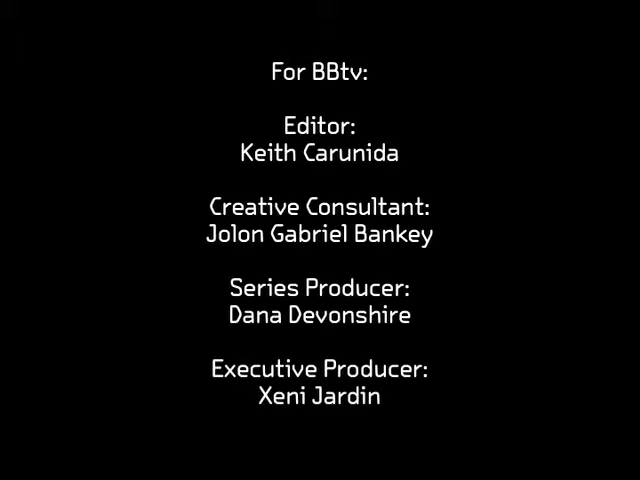 For BBtv:
Editor:
Keith Carunida
Creative Consultant:
Jolon Gabriel Bankey
Series Producer:
Dana Devonshire
Executive Producer:
Xeni Jardin